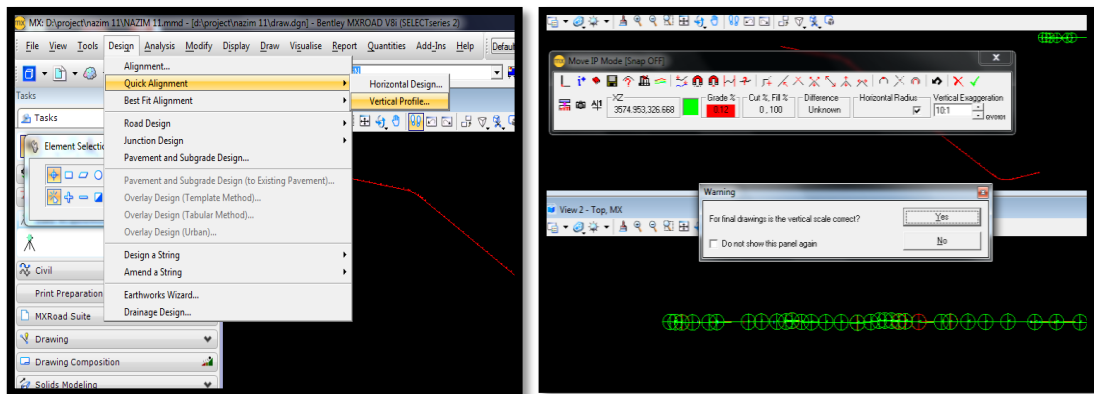 MX: D:\project\nazim 11\NAZIM 11.mmd - [d:\project\nazim 11\draw.dgn] - Bentley MXROAD V8i (SELECTseries 2)
File View Tools Design Analysis Modify Display Draw Visualise Report Quantities Add-Ins Help Defaul
Alignment...
Quick Alignment
Horizontal Design...
Tasks
Best Fit Alignment
Vertical Profile...
Tasks
Road Design
Element Selectio
Junction Design
Pavement and Subgrade Design...
Pavement and Subgrade Design (to Existing Pavement)...
Overlay Design (Template Method)...
Overlay Design (Tabular Method)...
Overlay Design (Urban)...
Design a String
Civil
Amend a String
Print Preparation
Earthworks Wizard...
MXRoad Suite
Drainage Design...
Drawing
Drawing Composition
Solids Modeling
Move IP Mode [Snap OFF]
XZ
Grade %
Cut %, Fill %
Difference
Horizontal Radius
Vertical Exaggeration
3574.953,326.668
0.12
0 , 100
Unknown
10:1
Warning
View 2 - Top, MX
For final drawings is the vertical scale correct?
Yes
Do not show this panel again
No